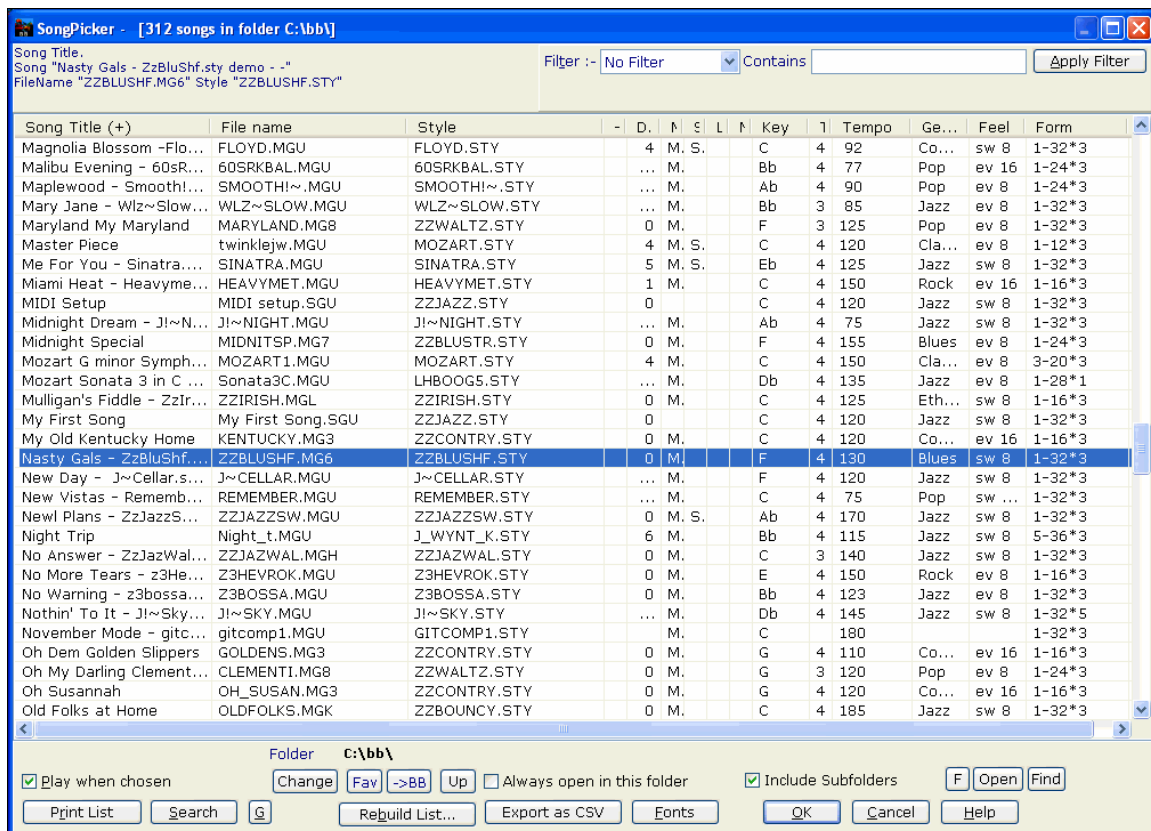 SongPicker - [312 songs in folder C:\bb\]
Song Title.
Song "Nasty Gals - ZzBluShf.sty demo - -"
FileName "ZZBLUSHF.MG6" Style "ZZBLUSHF.STY"
Filter :- No Filter Contains Apply Filter
Song Title (+) File name Style - D. Key Tempo Ge... Feel Form
Magnolia Blossom -Flo... FLOYD.MGU FLOYD.STY 4 M. S. C 4 92 Co... sw 8 1-32*3
Malibu Evening - 60sR... 60SRKBAL.MGU 60SRKBAL.STY ... M. Bb 4 77 Pop ev 16 1-24*3
Maplewood - Smooth!... SMOOTH!~.MGU SMOOTH!~.STY ... M. Ab 4 90 Pop ev 8 1-24*3
Mary Jane - Wlz~Slow... WLZ~SLOW.MGU WLZ~SLOW.STY ... M. Bb 3 85 Jazz ev 8 1-32*3
Maryland My Maryland MARYLAND.MG8 ZZWALTZ.STY 0 M. F 3 125 Pop ev 8 1-32*3
Master Piece twinklejw.MGU MOZART.STY 4 M. S. C 4 120 Cla... ev 8 1-12*3
Me For You - Sinatra.... SINATRA.MGU SINATRA.STY 5 M. S. Eb 4 125 Jazz sw 8 1-32*3
Miami Heat - Heavyme... HEAVYMET.MGU HEAVYMET.STY 1 M. C 4 150 Rock ev 16 1-16*3
MIDI Setup MIDI setup.SGU ZZJAZZ.STY 0 C 4 120 Jazz sw 8 1-32*3
Midnight Dream - J!~N... J!~NIGHT.MGU J!~NIGHT.STY ... M. Ab 4 75 Jazz sw 8 1-32*3
Midnight Special MIDNITSP.MG7 ZZBLUSTR.STY 0 M. F 4 155 Blues ev 8 1-24*3
Mozart G minor Symph... MOZART1.MGU MOZART.STY 4 M. C 4 150 Cla... ev 8 3-20*3
Mozart Sonata 3 in C ... Sonata3C.MGU LHBOOG5.STY ... M. Db 4 135 Jazz ev 8 1-28*1
Mulligan's Fiddle - ZzIr... ZZIRISH.MGL ZZIRISH.STY 0 M. C 4 125 Eth... sw 8 1-16*3
My First Song My First Song.SGU ZZJAZZ.STY 0 C 4 120 Jazz sw 8 1-32*3
My Old Kentucky Home KENTUCKY.MG3 ZZCONTRY.STY 0 M. C 4 120 Co... ev 16 1-16*3
Nasty Gals - ZzBluShf.... ZZBLUSHF.MG6 ZZBLUSHF.STY 0 M. F 4 130 Blues sw 8 1-32*3
New Day - J~Cellar.s... J~CELLAR.MGU J~CELLAR.STY ... M. F 4 120 Jazz sw 8 1-32*3
New Vistas - Rememb... REMEMBER.MGU REMEMBER.STY ... M. C 4 75 Pop sw ... 1-32*3
Newl Plans - ZzJazzS... ZZJAZZSW.MGU ZZJAZZSW.STY 0 M. S. Ab 4 170 Jazz sw 8 1-32*3
Night Trip Night_t.MGU J_WYNT_K.STY 6 M. Bb 4 115 Jazz sw 8 5-36*3
No Answer - ZzJazWal... ZZJAZWAL.MGH ZZJAZWAL.STY 0 M. C 3 140 Jazz sw 8 1-32*3
No More Tears - z3He... Z3HEVROK.MGU Z3HEVROK.STY 0 M. E 4 150 Rock ev 8 1-16*3
No Warning - z3bossa... Z3BOSSA.MGU Z3BOSSA.STY 0 M. Bb 4 123 Jazz ev 8 1-32*3
Nothin' To It - J!~Sky... J!~SKY.MGU J!~SKY.STY ... M. Db 4 145 Jazz sw 8 1-32*5
November Mode - gitc... gitcomp1.MGU GITCOMP1.STY M. C 180 1-32*3
Oh Dem Golden Slippers GOLDENS.MG3 ZZCONTRY.STY 0 M. G 4 110 Co... ev 16 1-16*3
Oh My Darling Clement... CLEMENTI.MG8 ZZWALTZ.STY 0 M. G 3 120 Pop ev 8 1-24*3
Oh Susannah OH_SUSAN.MG3 ZZCONTRY.STY 0 M. G 4 120 Co... ev 16 1-16*3
Old Folks at Home OLDFOLKS.MGK ZZBOUNCY.STY 0 M. C 4 185 Jazz sw 8 1-32*3
Folder C:\bb\
Play when chosen Change Fav ->BB Up Always open in this folder Include Subfolders F Open Find
Print List Search G Rebuild List... Export as CSV Fonts OK Cancel Help